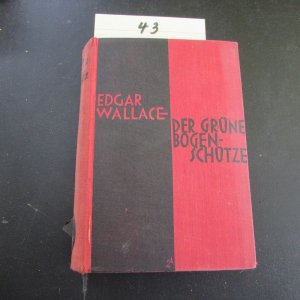 43
EDGAR
WALLACE-
DER GRÜNE
BOGEN-
SCHÜTZE